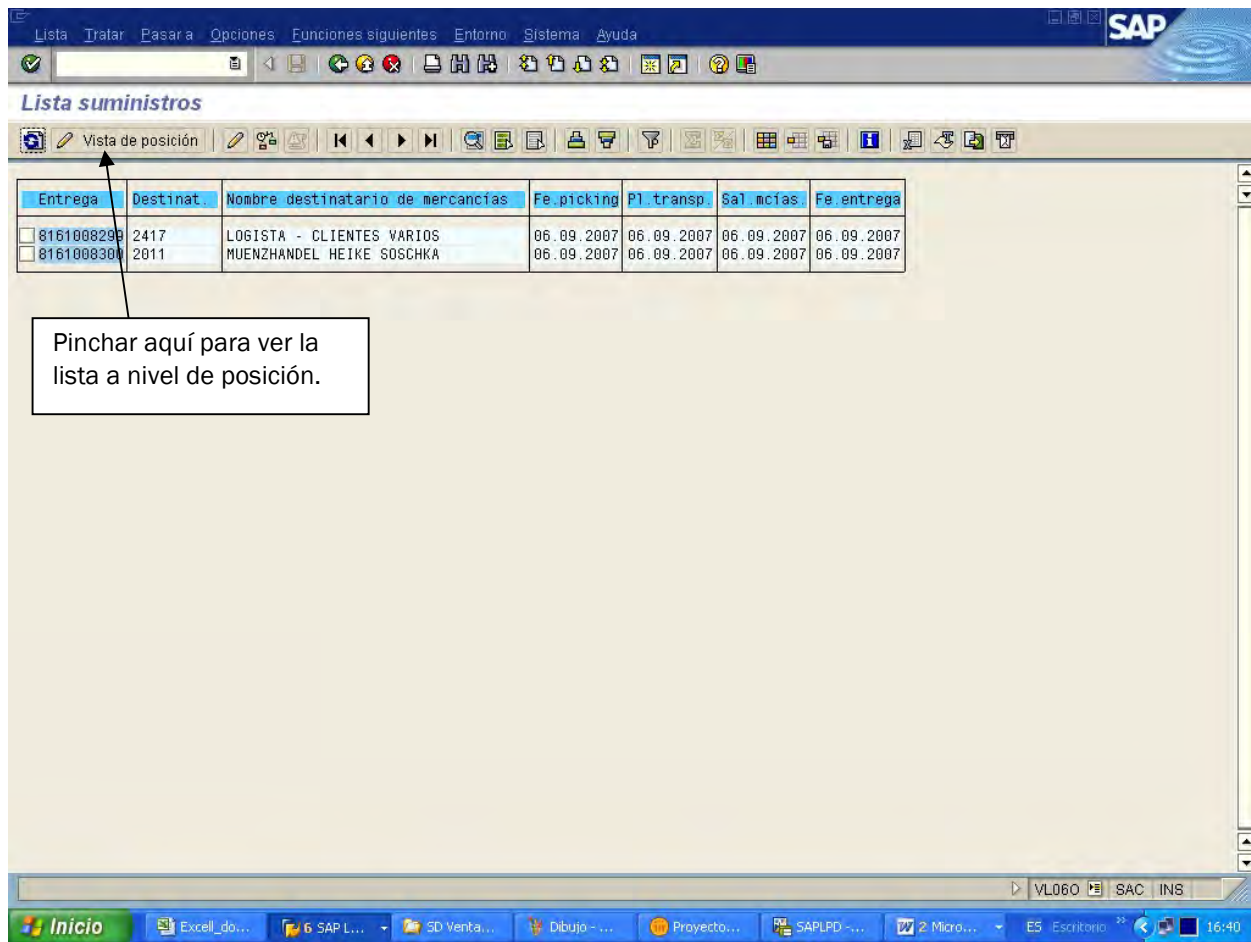 Lista Tratar Pasar a Opciones Funciones siguientes Entorno Sistema Ayuda
SAP
Lista suministros
Vista de posición
Entrega Destinat. Nombre destinatario de mercancías Fe.picking Pl.transp. Sal.mcías. Fe.entrega
8161008299 2417 LOGISTA - CLIENTES VARIOS 06.09.2007 06.09.2007 06.09.2007 06.09.2007
8161008300 2011 MUENZHANDEL HEIKE SOSCHKA 06.09.2007 06.09.2007 06.09.2007 06.09.2007
Pinchar aquí para ver la
lista a nivel de posición.
VL06O SAC INS
Inicio Excell_do... 6 SAP L... SD Venta... Dibujo - ... Proyecto... SAPLPD -... 2 Micro... ES Escritorio » 16:40